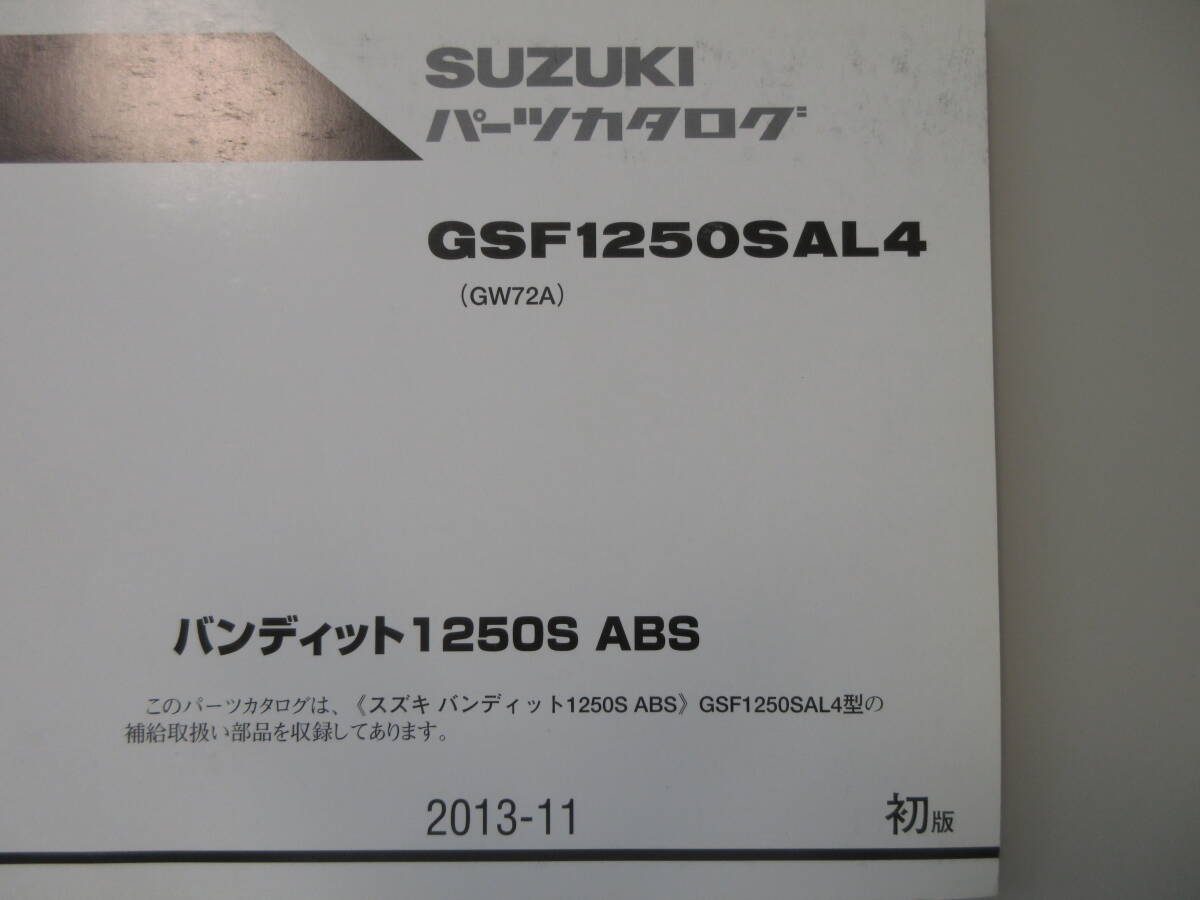 SUZUKI
パーツカタログ
GSF1250SAL4
(GW72A)
バンディット1250S ABS
このパーツカタログは、《スズキ バンディット1250S ABS》GSF1250SAL4型の
補給取扱い部品を収録してあります。
2013-11 初版